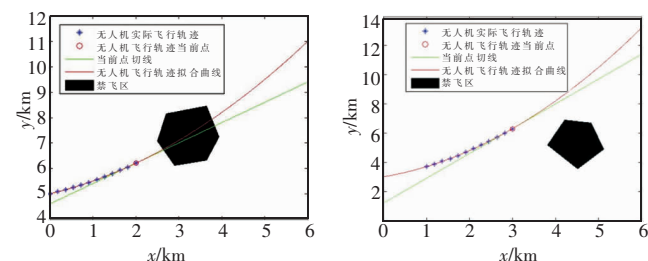 12
11
10
9
8
7
6
5
4
y/km
无人机实际飞行轨迹
无人机飞行轨迹当前点
当前点切线
无人机飞行轨迹拟合曲线
禁飞区
0 1 2 3 4 5 6
x/km
14
12
10
8
6
4
2
y/km
无人机实际飞行轨迹
无人机飞行轨迹当前点
当前点切线
无人机飞行轨迹拟合曲线
禁飞区
0 1 2 3 4 5 6
x/km